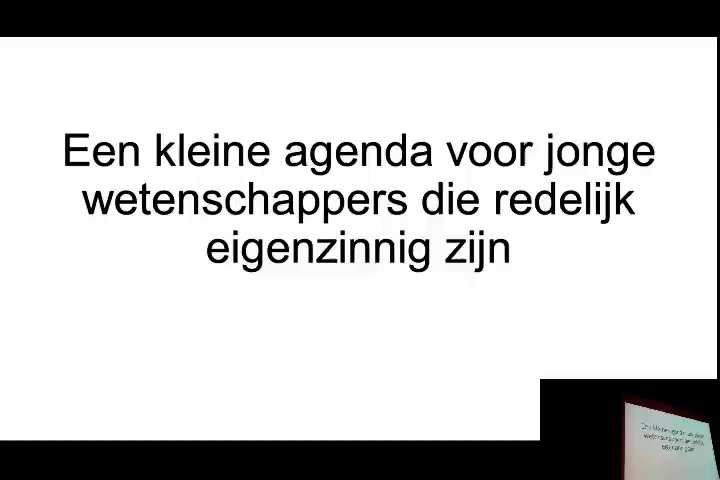 Een kleine agenda voor jonge
wetenschappers die redelijk
eigenzinnig zijn